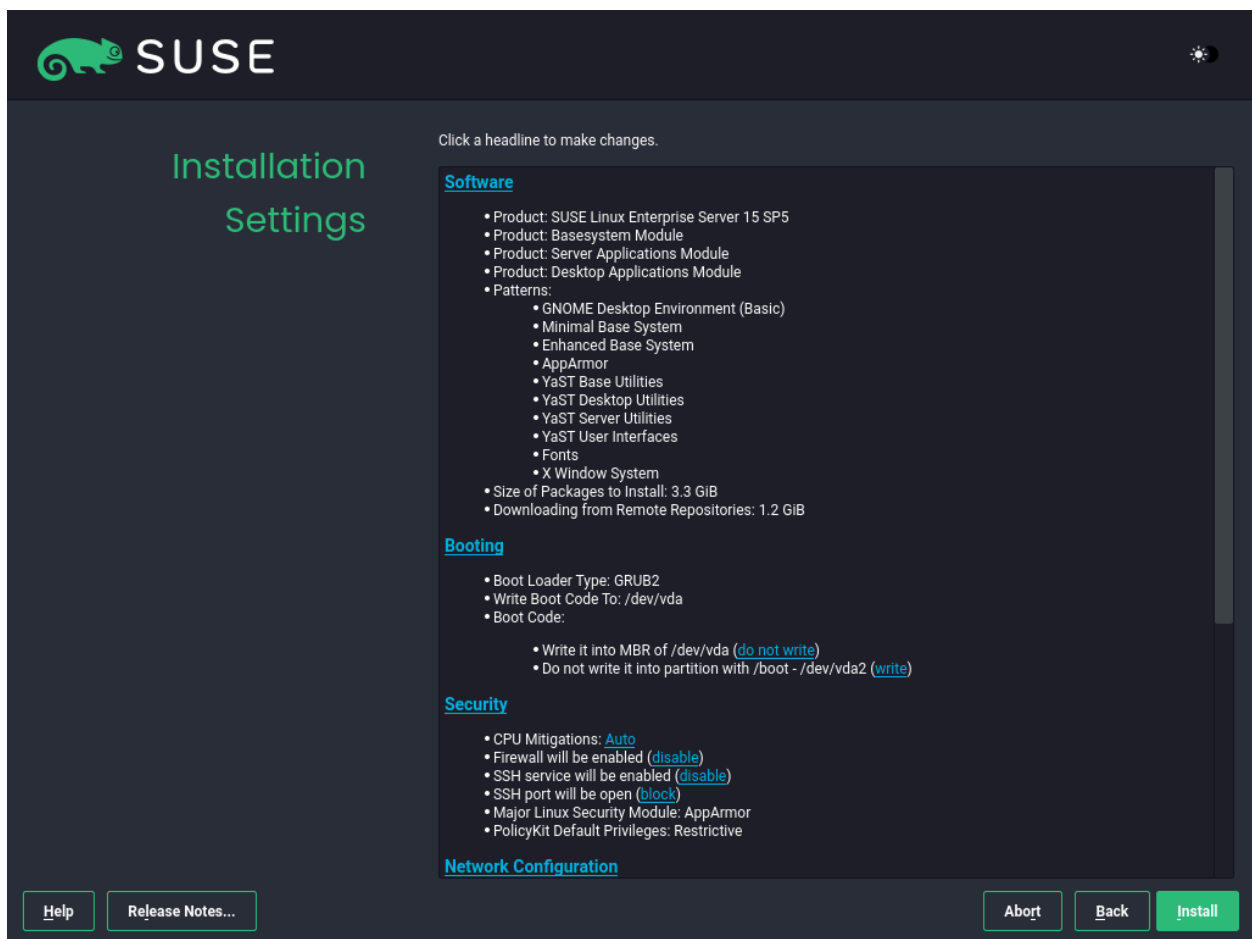 SUSE
Installation
Settings
Click a headline to make changes.
Software
• Product: SUSE Linux Enterprise Server 15 SP5
• Product: Basesystem Module
• Product: Server Applications Module
• Product: Desktop Applications Module
• Patterns:
• GNOME Desktop Environment (Basic)
• Minimal Base System
• Enhanced Base System
• AppArmor
• YaST Base Utilities
• YaST Desktop Utilities
• YaST Server Utilities
• YaST User Interfaces
• Fonts
• X Window System
• Size of Packages to Install: 3.3 GiB
• Downloading from Remote Repositories: 1.2 GiB
Booting
• Boot Loader Type: GRUB2
• Write Boot Code To: /dev/vda
• Boot Code:
• Write it into MBR of /dev/vda (do not write)
• Do not write it into partition with /boot - /dev/vda2 (write)
Security
• CPU Mitigations: Auto
• Firewall will be enabled (disable)
• SSH service will be enabled (disable)
• SSH port will be open (block)
• Major Linux Security Module: AppArmor
• PolicyKit Default Privileges: Restrictive
Network Configuration
Help
Release Notes...
Abort
Back
Install